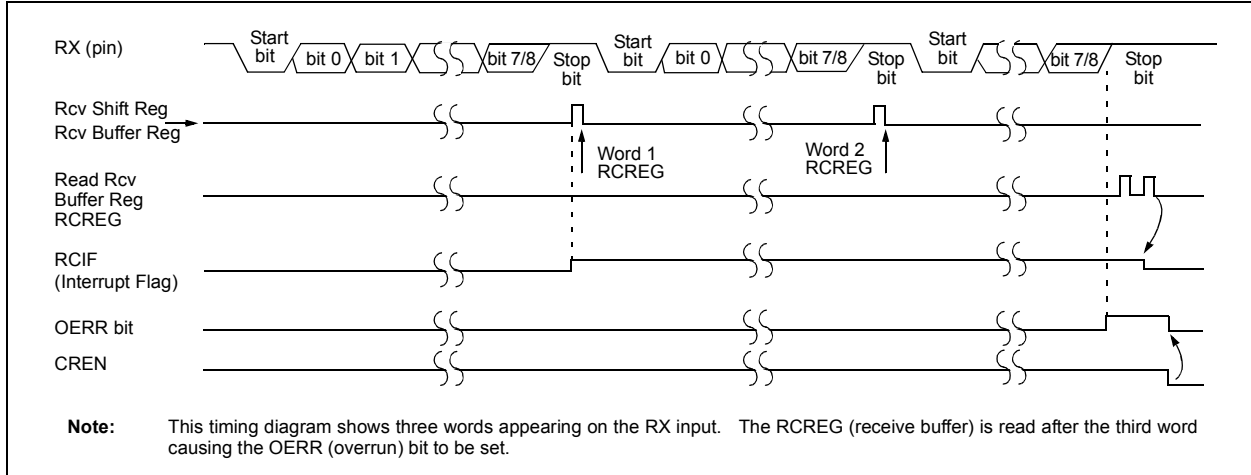 RX (pin)
Start
bit
bit 0
bit 1
bit 7/8
Stop
bit
Start
bit
bit 0
bit 7/8
Stop
bit
Start
bit
bit 7/8
Stop
bit
Rcv Shift Reg
Rcv Buffer Reg
Word 1
RCREG
Word 2
RCREG
Read Rcv
Buffer Reg
RCREG
RCIF
(Interrupt Flag)
OERR bit
CREN
Note: This timing diagram shows three words appearing on the RX input. The RCREG (receive buffer) is read after the third word
causing the OERR (overrun) bit to be set.